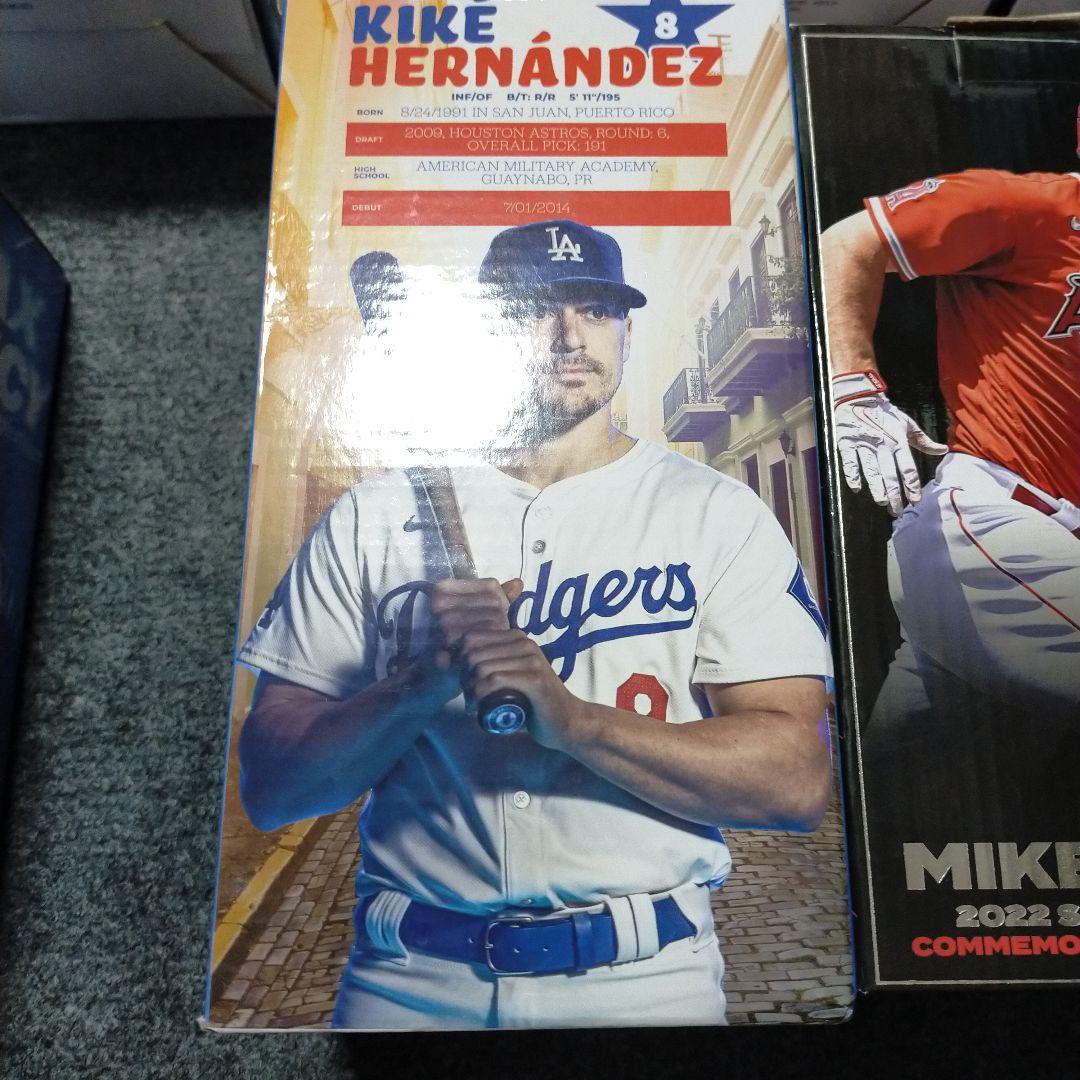 KIKÉ
8
HERNÁNDEZ
INF/OF B/T: R/R 5' 11"/195
BORN 8/24/1991 IN SAN JUAN, PUERTO RICO
DRAFT 2009, HOUSTON ASTROS, ROUND: 6,
OVERALL PICK: 191
HIGH SCHOOL AMERICAN MILITARY ACADEMY,
GUAYNABO, PR
DEBUT 7/01/2014
LA
Dodgers
8
A
MIKE
2022
COMMEMO